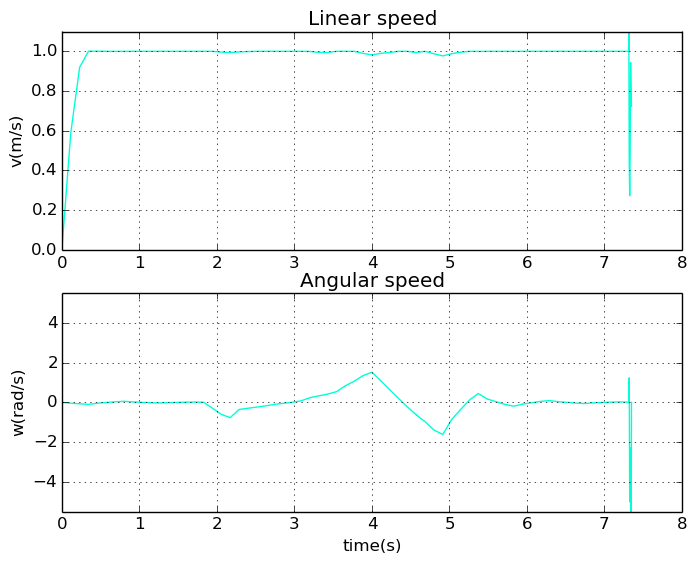 Linear speed
1.0
0.8
0.6
0.4
0.2
0.0
v(m/s)
0 1 2 3 4 5 6 7 8
Angular speed
4
2
0
−2
−4
w(rad/s)
0 1 2 3 4 5 6 7 8
time(s)